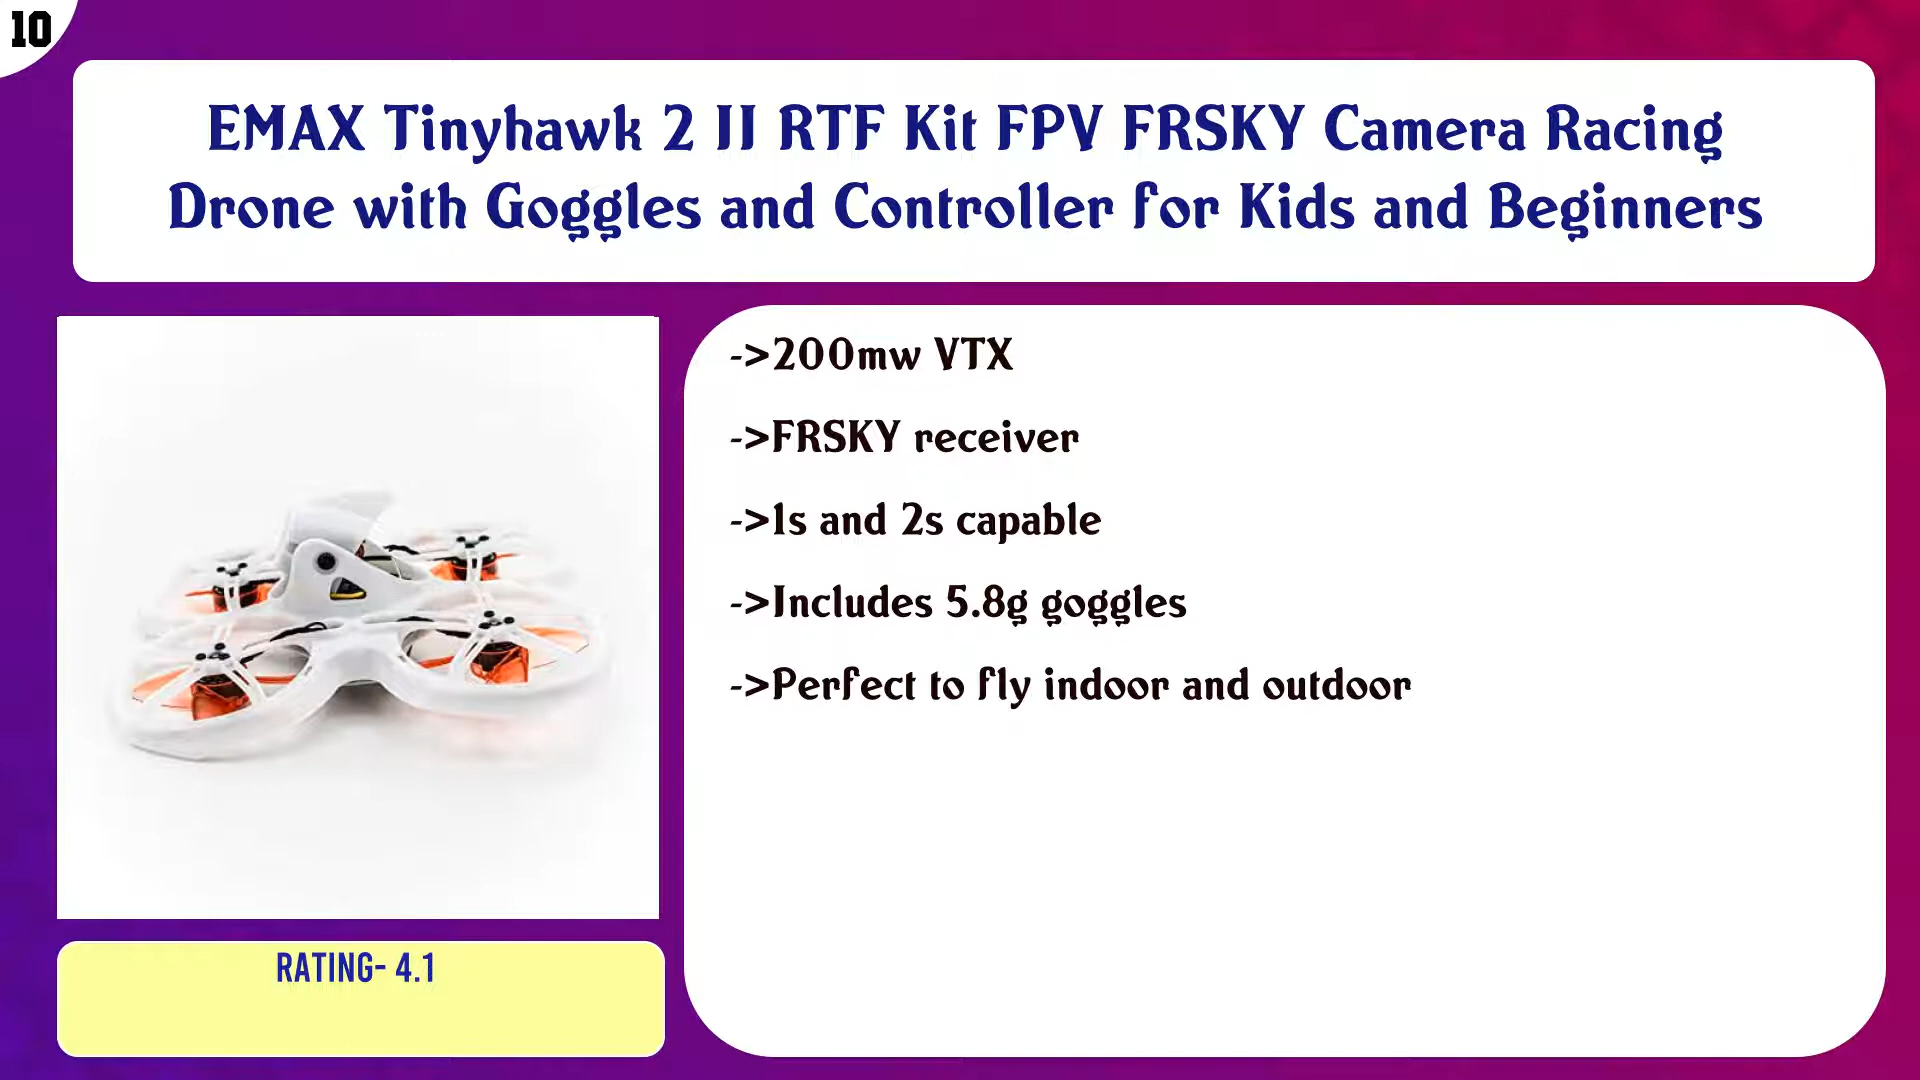 10
EMAX Tinyhawk 2 II RTF Kit FPV FRSKY Camera Racing
Drone with Goggles and Controller for Kids and Beginners
->200mw VTX
->FRSKY receiver
->1s and 2s capable
->Includes 5.8g goggles
->Perfect to fly indoor and outdoor
RATING- 4.1